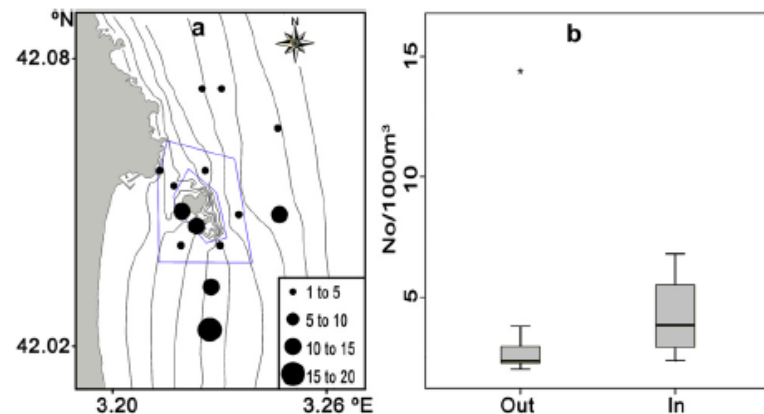 ºN
a
N
42.08
42.02
3.20
3.26 ºE
1 to 5
5 to 10
10 to 15
15 to 20
b
No/1000m³
15
10
5
*
Out
In